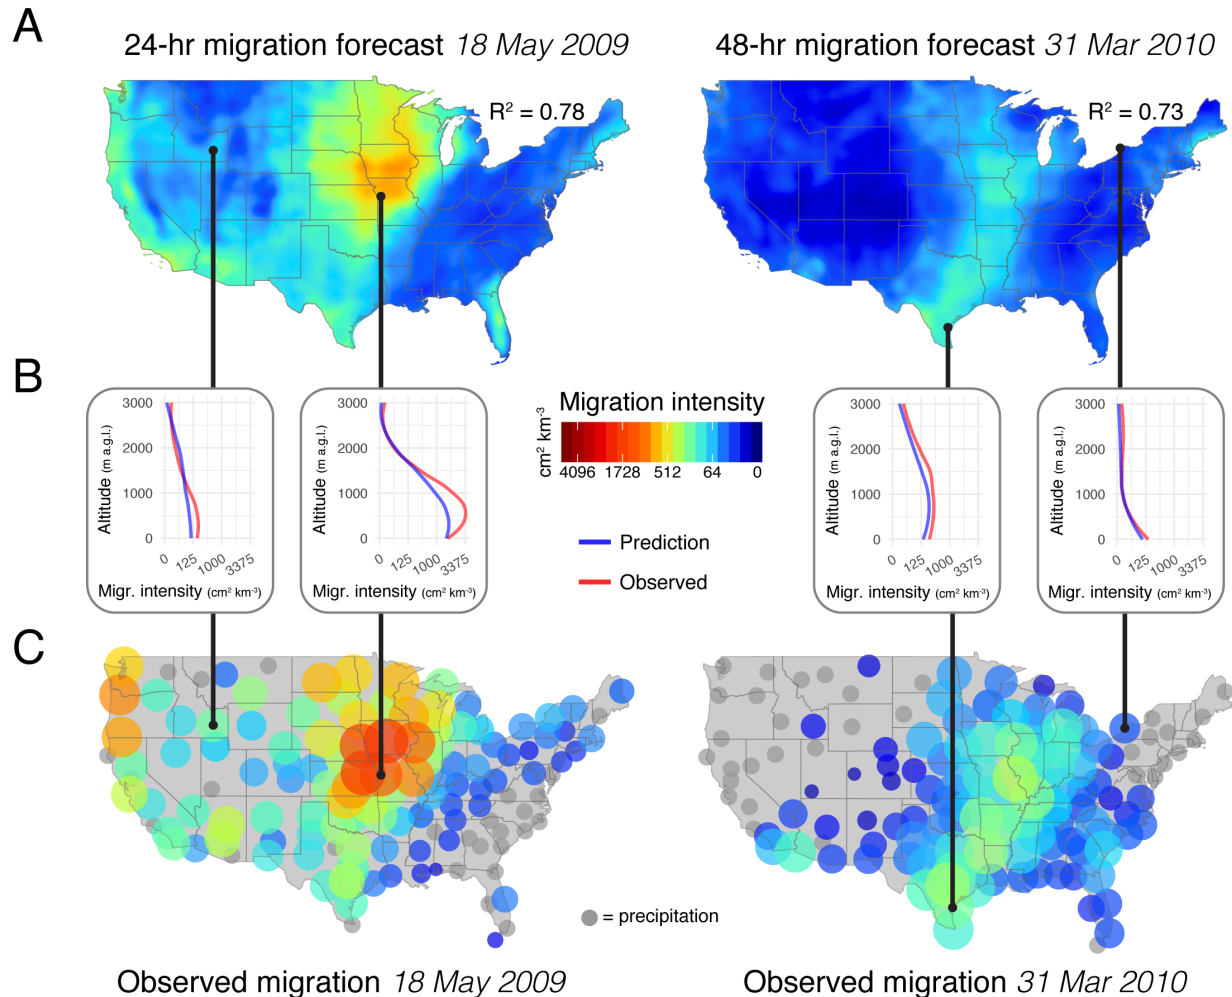 A
24-hr migration forecast 18 May 2009
48-hr migration forecast 31 Mar 2010
R² = 0.78
R² = 0.73
B
3000
2000
1000
0
Altitude (m a.g.l.)
0 125 1000 3375
Migr. intensity (cm² km⁻³)
3000
2000
1000
0
Altitude (m a.g.l.)
0 125 1000 3375
Migr. intensity (cm² km⁻³)
Migration intensity
cm² km⁻³
4096 1728 512 64 0
Prediction
Observed
3000
2000
1000
0
Altitude (m a.g.l.)
0 125 1000 3375
Migr. intensity (cm² km⁻³)
3000
2000
1000
0
Altitude (m a.g.l.)
0 125 1000 3375
Migr. intensity (cm² km⁻³)
C
= precipitation
Observed migration 18 May 2009
Observed migration 31 Mar 2010